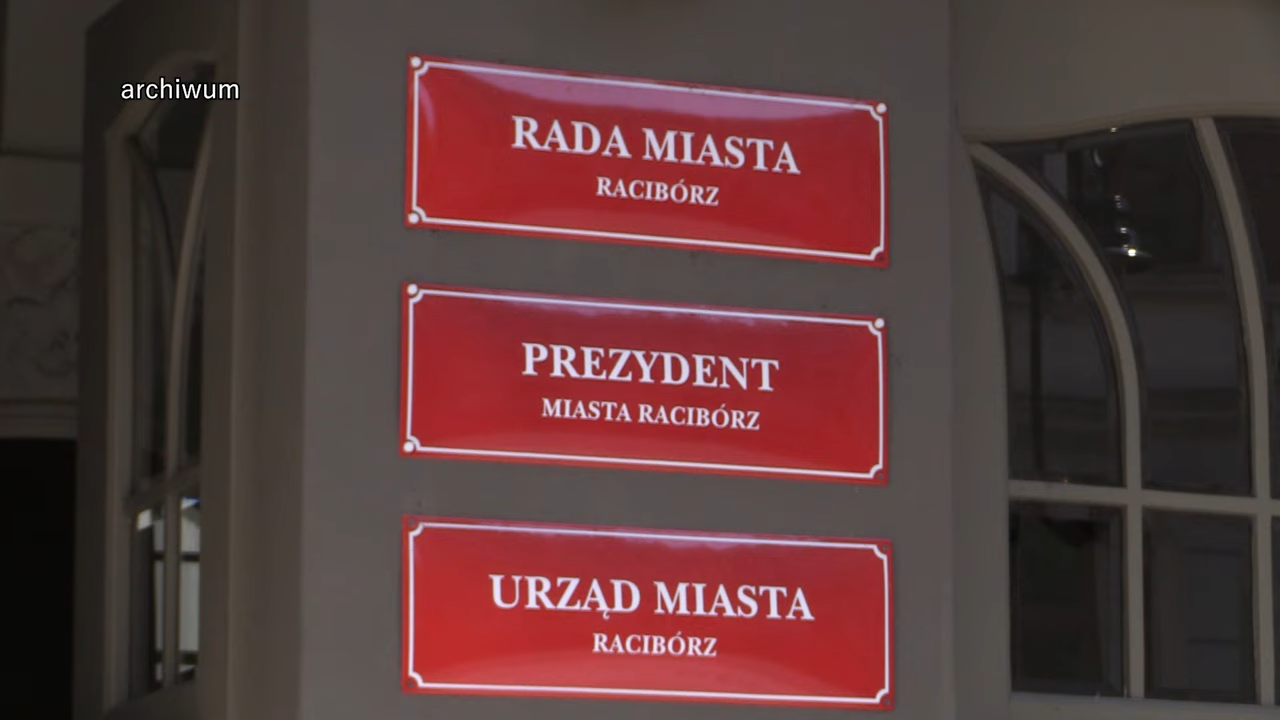 archiwum
RADA MIASTA
RACIBÓRZ
PREZYDENT
MIASTA RACIBÓRZ
URZĄD MIASTA
RACIBÓRZ